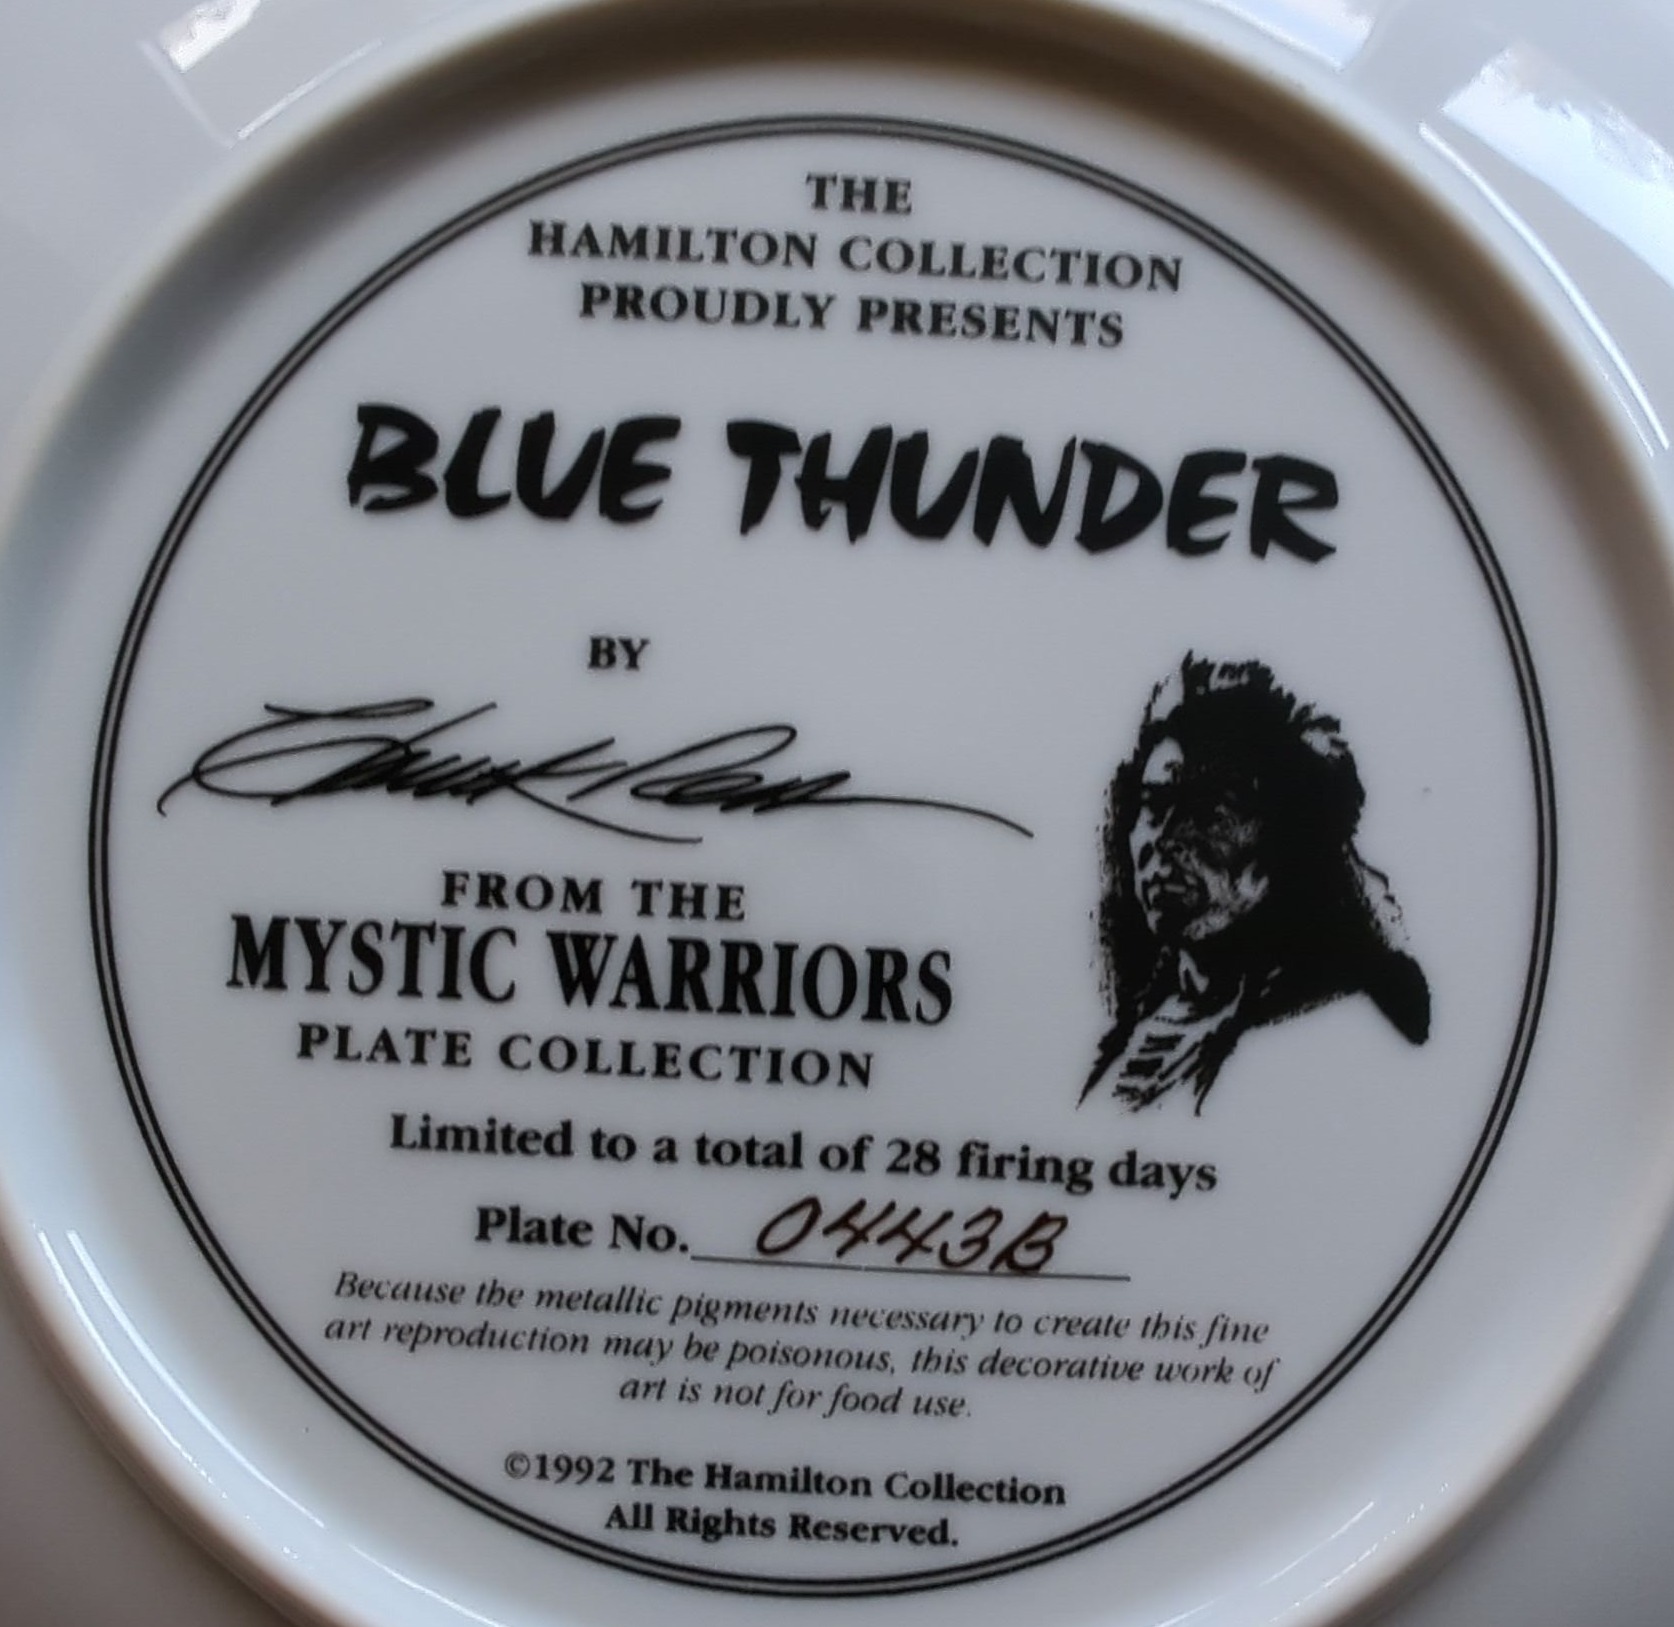 THE
HAMILTON COLLECTION
PROUDLY PRESENTS
BLUE THUNDER
BY
Chuck Ren
FROM THE
MYSTIC WARRIORS
PLATE COLLECTION
Limited to a total of 28 firing days
Plate No. 0443B
Because the metallic pigments necessary to create this fine
art reproduction may be poisonous, this decorative work of
art is not for food use.
©1992 The Hamilton Collection
All Rights Reserved.